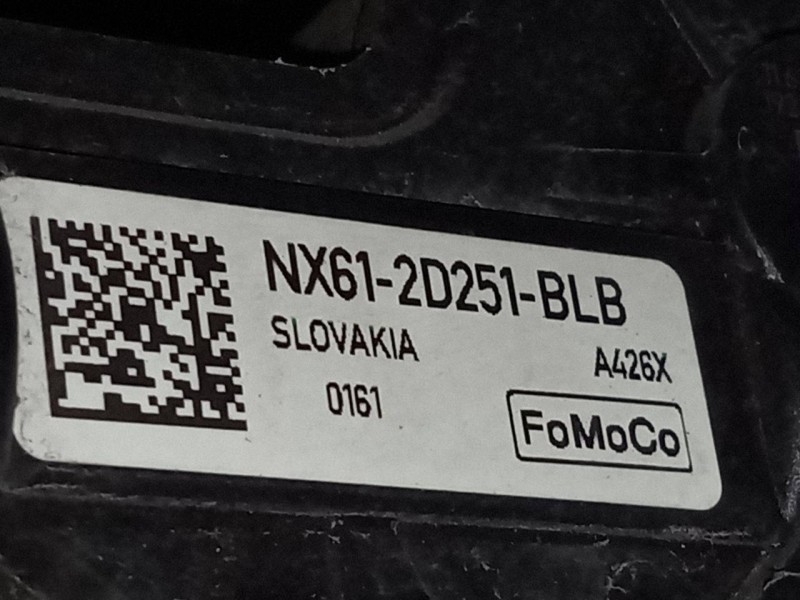 NX61-2D251-BLB
SLOVAKIA
A426X
0161
FoMoCo